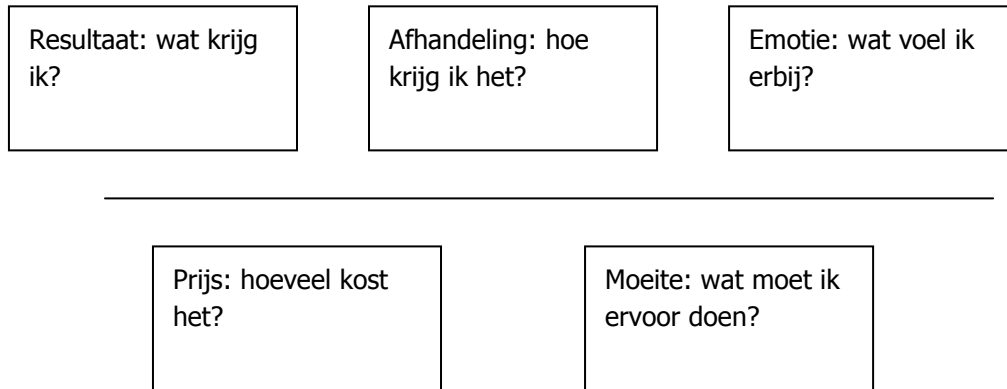 Resultaat: wat krijg
ik?
Afhandeling: hoe
krijg ik het?
Emotie: wat voel ik
erbij?
Prijs: hoeveel kost
het?
Moeite: wat moet ik
ervoor doen?